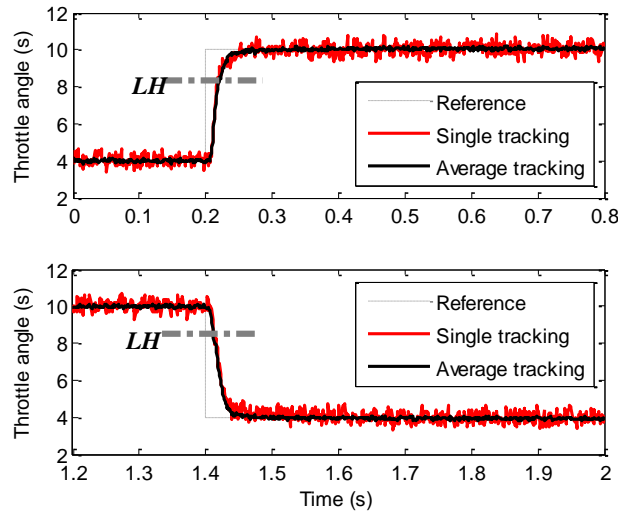 Throttle angle (s)
12
10
8
6
4
2
LH
Reference
Single tracking
Average tracking
0
0.1
0.2
0.3
0.4
0.5
0.6
0.7
0.8
Throttle angle (s)
12
10
8
6
4
2
LH
Reference
Single tracking
Average tracking
1.2
1.3
1.4
1.5
1.6
1.7
1.8
1.9
2
Time (s)